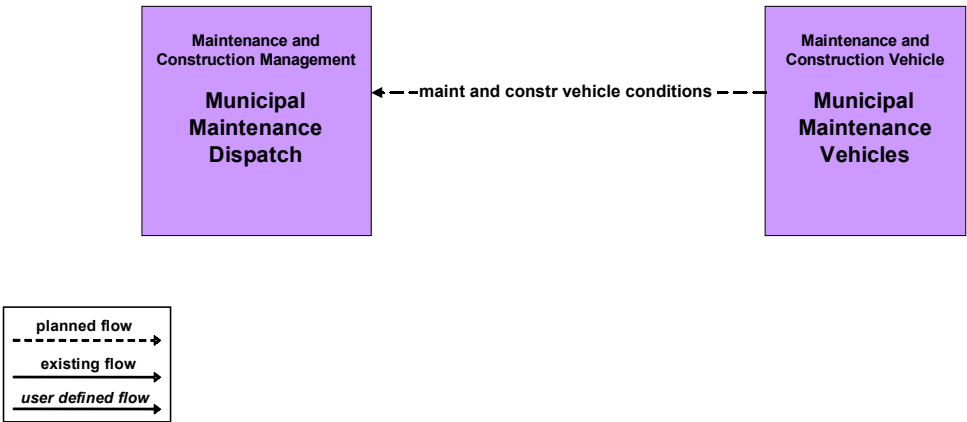 Maintenance and
Construction Management
Municipal
Maintenance
Dispatch
maint and constr vehicle conditions
Maintenance and
Construction Vehicle
Municipal
Maintenance
Vehicles
planned flow
existing flow
user defined flow